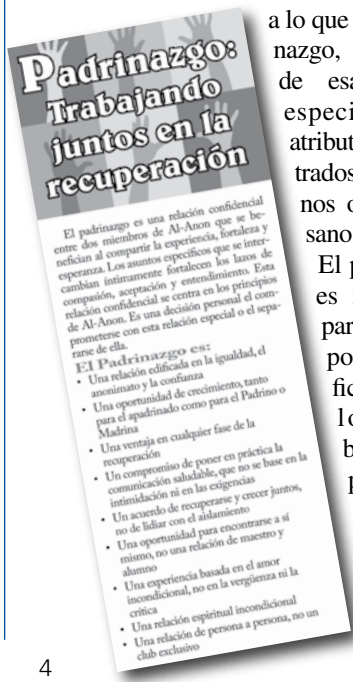 Padrinazgo:
Trabajando
juntos en la
recuperación
El padrinazgo es una relación confidencial
entre dos miembros de Al-Anon que se be-
nefician al compartir la experiencia, fortaleza y
esperanza. Los asuntos específicos que se inter-
cambian íntimamente fortalecen los lazos de
compasión, aceptación y entendimiento. Esta
relación confidencial se centra en los principios
de Al-Anon. Es una decisión personal el com-
prometerse con esta relación especial o el sepa-
rarse de ella.
El Padrinazgo es:
• Una relación edificada en la igualdad, el
anonimato y la confianza
• Una oportunidad de crecimiento, tanto
para el apadrinado como para el Padrino o
Madrina
• Una ventaja en cualquier fase de la
recuperación
• Un compromiso de poner en práctica la
comunicación saludable, que no se base en la
intimidación ni en las exigencias
• Un acuerdo de recuperarse y crecer juntos,
no de lidiar con el aislamiento
• Una oportunidad para encontrarse a sí
mismo, no una relación de maestro y
alumno
• Una experiencia basada en el amor
incondicional, no en la vergüenza ni la
crítica
• Una relación espiritual incondicional
• Una relación de persona a persona, no un
club exclusivo
a lo que
nazgo,
de esa
especi
atribut
trados
nos o
sano
El p
es
par
po
fic
lo
b
p
4